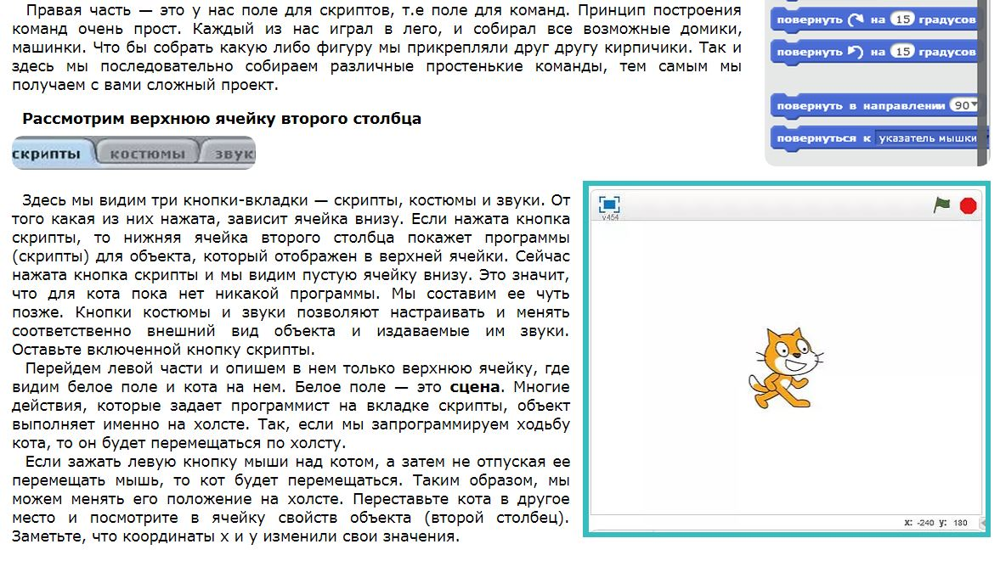 Правая часть — это у нас поле для скриптов, т.е поле для команд. Принцип построения
команд очень прост. Каждый из нас играл в лего, и собирал все возможные домики,
машинки. Что бы собрать какую либо фигуру мы прикрепляли друг другу кирпичики. Так и
здесь мы последовательно собираем различные простенькие команды, тем самым мы
получаем с вами сложный проект.
повернуть на 15 градусов
повернуть на 15 градусов
повернуть в направлении 90
повернуться к указатель мышки
Рассмотрим верхнюю ячейку второго столбца
скрипты костюмы звук
Здесь мы видим три кнопки-вкладки — скрипты, костюмы и звуки. От
того какая из них нажата, зависит ячейка внизу. Если нажата кнопка
скрипты, то нижняя ячейка второго столбца покажет программы
(скрипты) для объекта, который отображен в верхней ячейки. Сейчас
нажата кнопка скрипты и мы видим пустую ячейку внизу. Это значит,
что для кота пока нет никакой программы. Мы составим ее чуть
позже. Кнопки костюмы и звуки позволяют настраивать и менять
соответственно внешний вид объекта и издаваемые им звуки.
Оставьте включенной кнопку скрипты.
Перейдем левой части и опишем в нем только верхнюю ячейку, где
видим белое поле и кота на нем. Белое поле — это сцена. Многие
действия, которые задает программист на вкладке скрипты, объект
выполняет именно на холсте. Так, если мы запрограммируем ходьбу
кота, то он будет перемещаться по холсту.
Если зажать левую кнопку мыши над котом, а затем не отпуская ее
перемещать мышь, то кот будет перемещаться. Таким образом, мы
можем менять его положение на холсте. Переставьте кота в другое
место и посмотрите в ячейку свойств объекта (второй столбец).
Заметьте, что координаты x и y изменили свои значения.
v454
x: -240 y: 180